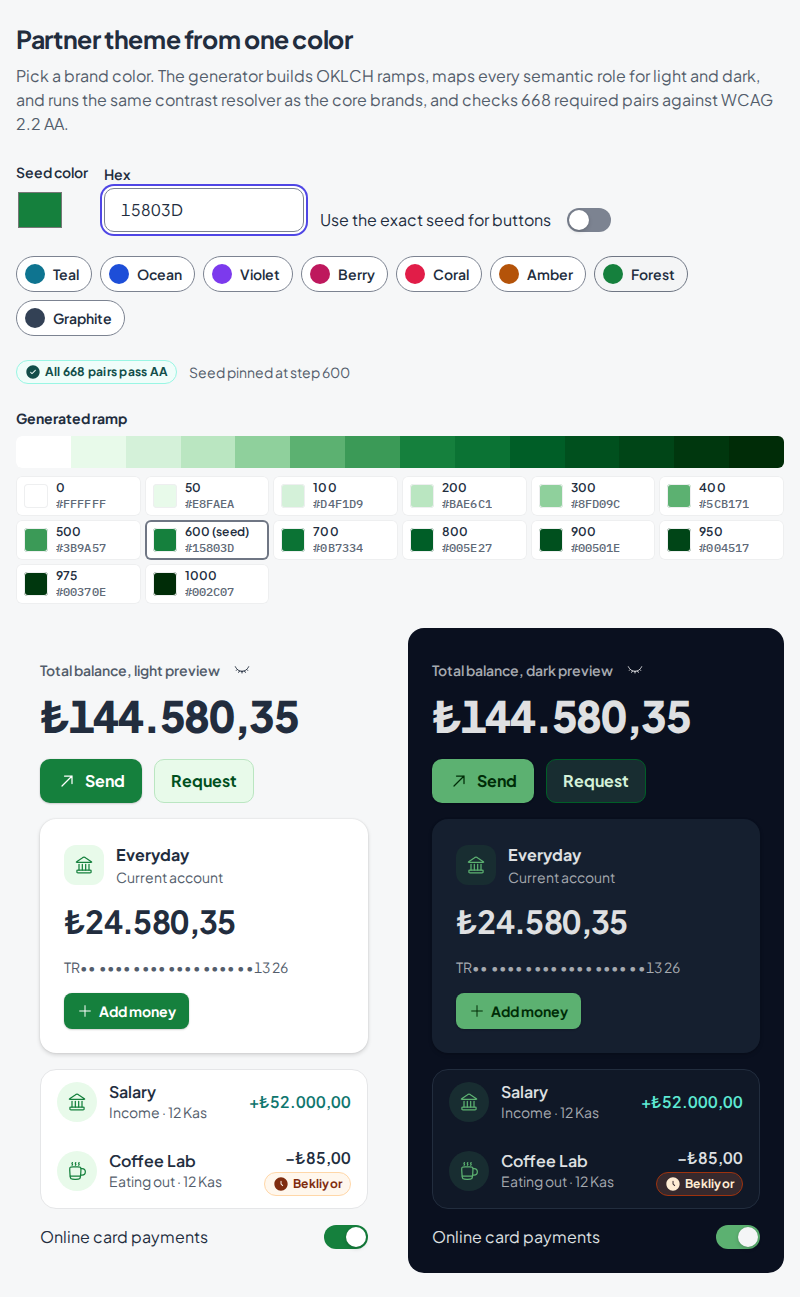 Partner theme from one color
Pick a brand color. The generator builds OKLCH ramps, maps every semantic role for light and dark,
and runs the same contrast resolver as the core brands, and checks 668 required pairs against WCAG
2.2 AA.
Seed color
Hex
15803D
Use the exact seed for buttons
Teal
Ocean
Violet
Berry
Coral
Amber
Forest
Graphite
All 668 pairs pass AA
Seed pinned at step 600
Generated ramp
0
#FFFFFF
50
#E8FAEA
100
#D4F1D9
200
#BAE6C1
300
#8FD09C
400
#5CB171
500
#3B9A57
600 (seed)
#15803D
700
#0B7334
800
#005E27
900
#00501E
950
#004517
975
#00370E
1000
#002C07
Total balance, light preview
₺144.580,35
Send
Request
Everyday
Current account
₺24.580,35
TR•• •••• •••• •••• •••• ••1326
Add money
Salary
Income · 12 Kas
+₺52.000,00
Coffee Lab
Eating out · 12 Kas
−₺85,00
Bekliyor
Online card payments
Total balance, dark preview
₺144.580,35
Send
Request
Everyday
Current account
₺24.580,35
TR•• •••• •••• •••• •••• ••1326
Add money
Salary
Income · 12 Kas
+₺52.000,00
Coffee Lab
Eating out · 12 Kas
−₺85,00
Bekliyor
Online card payments